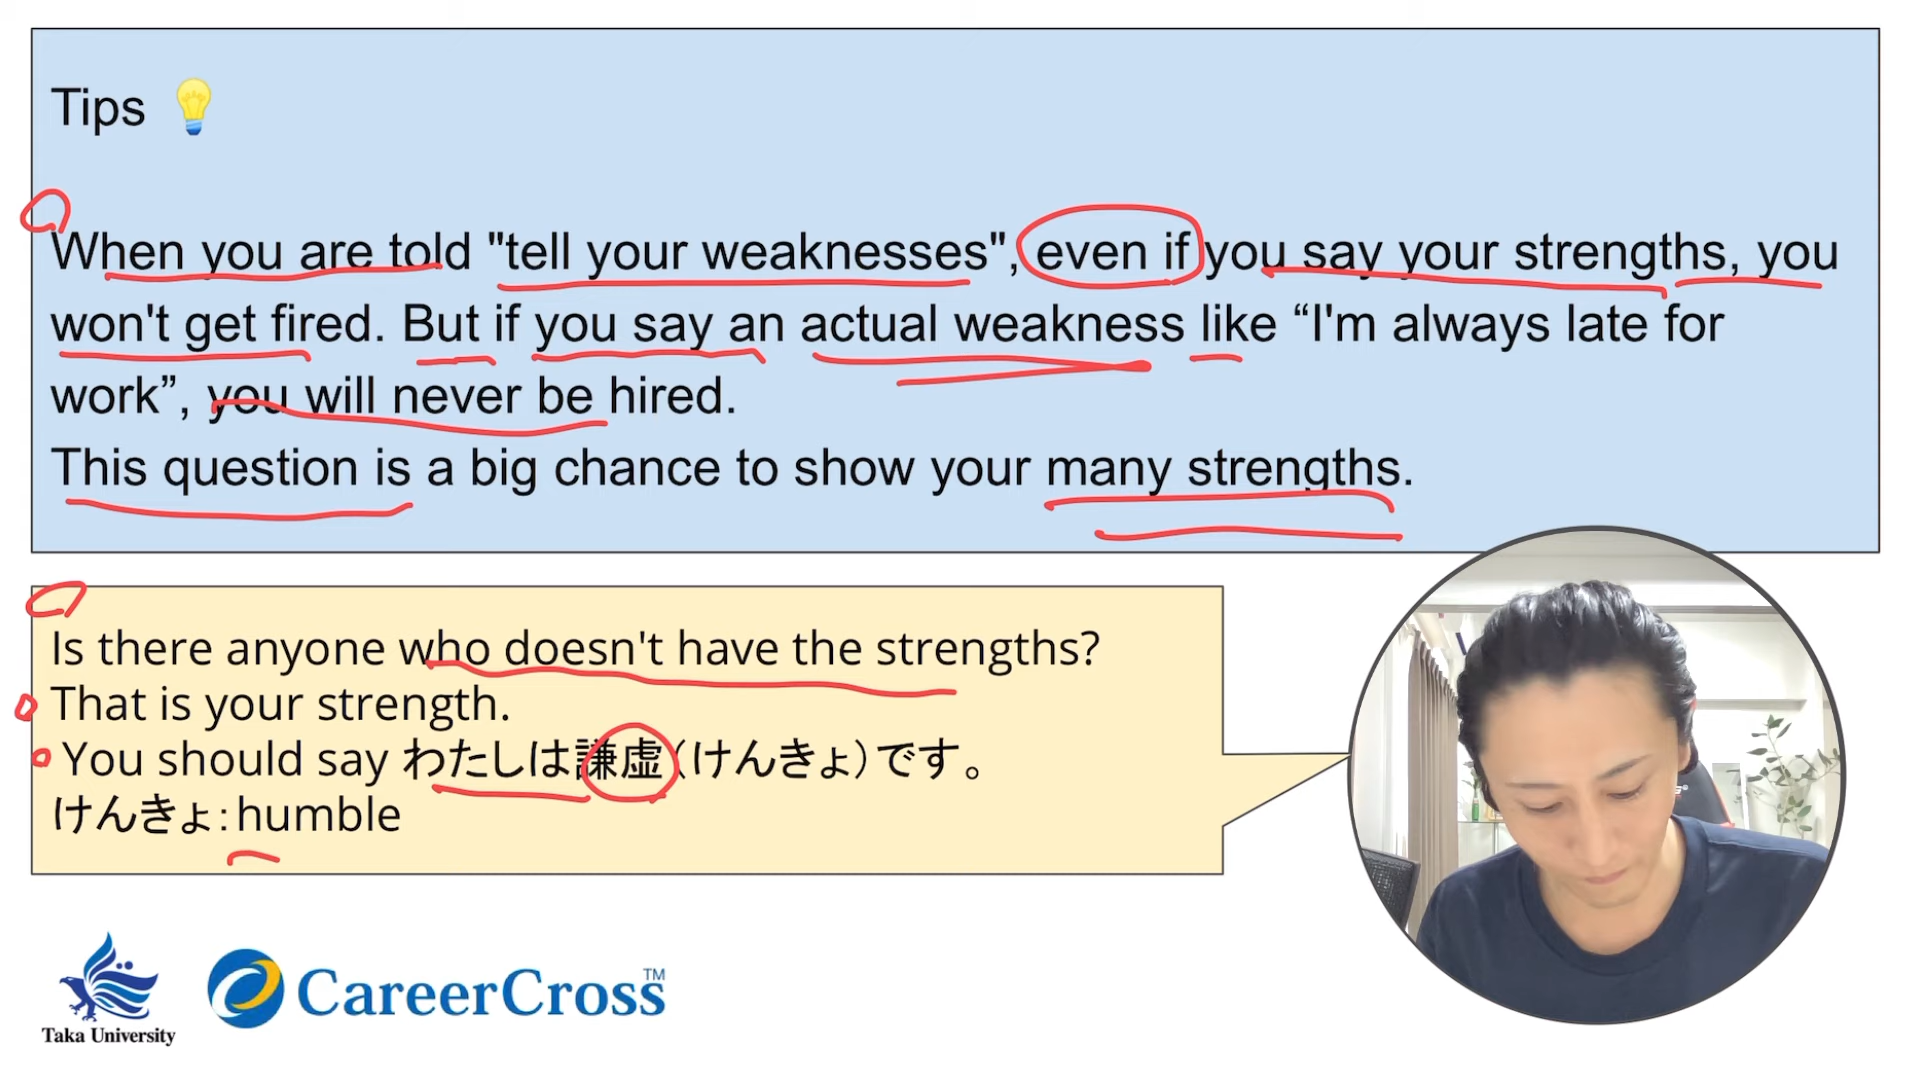 Tips
When you are told "tell your weaknesses", even if you say your strengths, you
won't get fired. But if you say an actual weakness like “I'm always late for
work”, you will never be hired.
This question is a big chance to show your many strengths.
Is there anyone who doesn't have the strengths?
That is your strength.
You should say わたしは謙虚（けんきょ）です。
けんきょ：humble
Taka University
CareerCross™